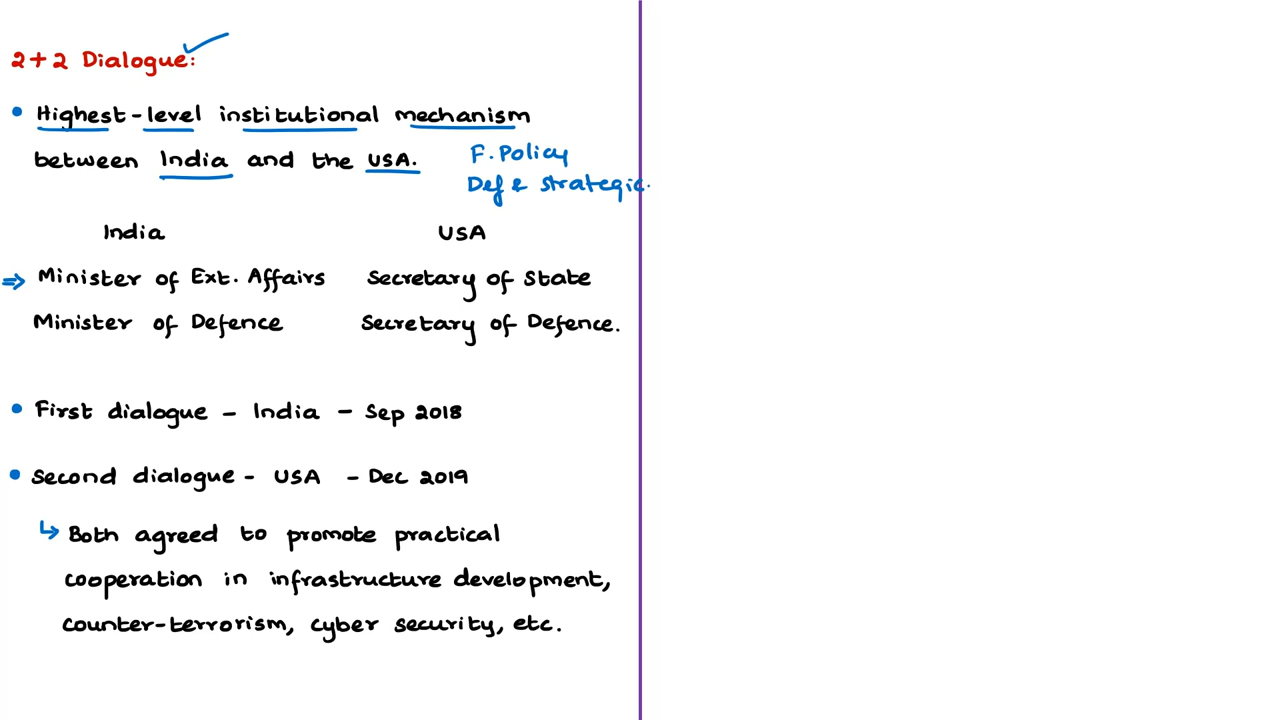 2+2 Dialogue:
• Highest-level institutional mechanism
between India and the USA.
F. Policy
Def & strategic.
India USA
⇒ Minister of Ext. Affairs Secretary of State
Minister of Defence Secretary of Defence.
• First dialogue - India - Sep 2018
• Second dialogue - USA - Dec 2019
↳ Both agreed to promote practical
cooperation in infrastructure development,
counter-terrorism, cyber security, etc.